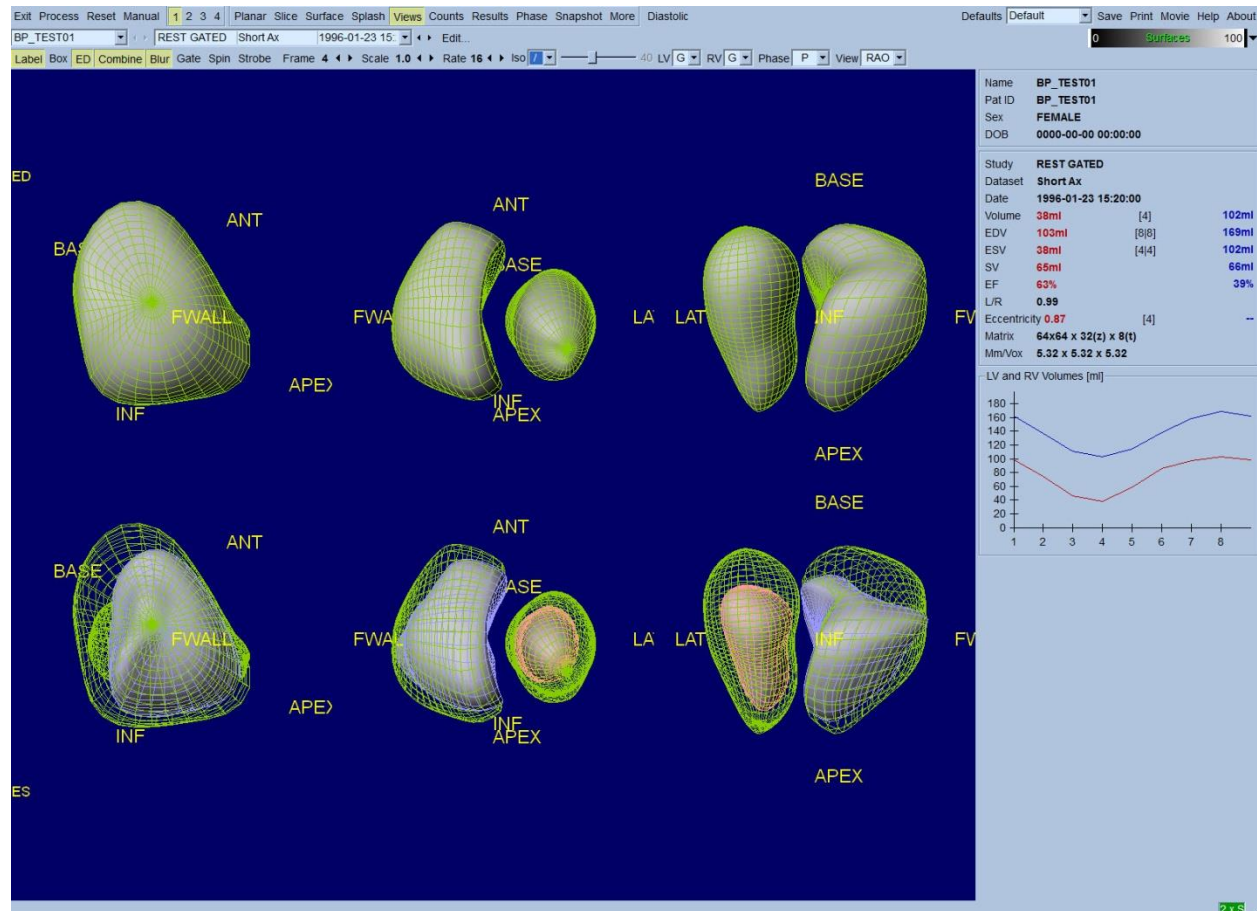 Exit Process Reset Manual 1 2 3 4 Planar Slice Surface Splash Views Counts Results Phase Snapshot More Diastolic Defaults Default Save Print Movie Help About
BP_TEST01 REST GATED Short Ax 1996-01-23 15: Edit... 0 Surfaces 100
Label Box ED Combine Blur Gate Spin Strobe Frame 4 Scale 1.0 Rate 16 Iso / 40 LV G RV G Phase P View RAO
Name BP_TEST01
Pat ID BP_TEST01
Sex FEMALE
DOB 0000-00-00 00:00:00
Study REST GATED
Dataset Short Ax
Date 1996-01-23 15:20:00
Volume 38ml [4] 102ml
EDV 103ml [8|8] 169ml
ESV 38ml [4|4] 102ml
SV 65ml 66ml
EF 63% 39%
L/R 0.99
Eccentricity 0.87 [4] --
Matrix 64x64 x 32(z) x 8(t)
Mm/Vox 5.32 x 5.32 x 5.32
LV and RV Volumes [ml]
180
160
140
120
100
80
60
40
20
0
1 2 3 4 5 6 7 8
ED
ANT
BAS
FWALL
APEX
INF
ANT
BASE
FWA
LA
INF
APEX
BASE
LAT
INF
FW
APEX
ES
ANT
BASE
FWALL
APEX
INF
ANT
BASE
FWAL
LA
INF
APEX
BASE
LAT
INF
FW
APEX
2 x S